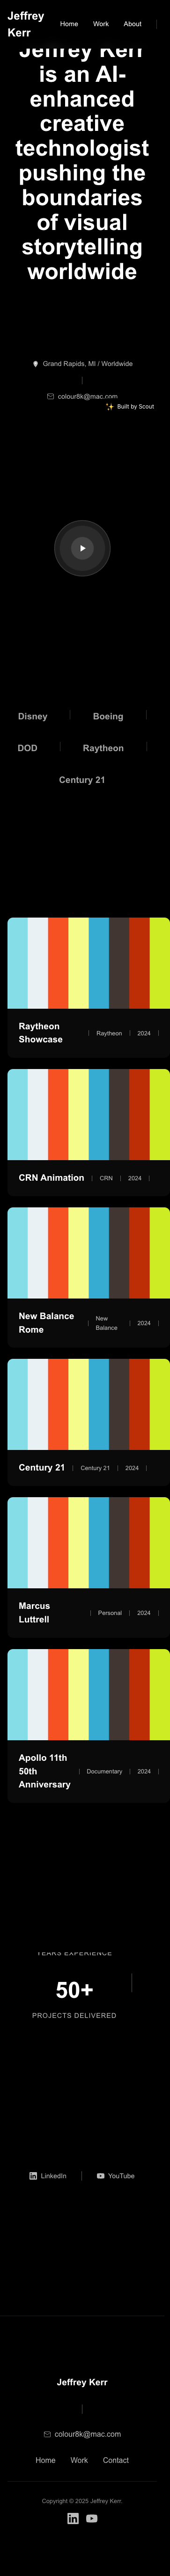 Jeffrey
Kerr
Home Work About
Jeffrey Kerr
is an AI-
enhanced
creative
technologist
pushing the
boundaries
of visual
storytelling
worldwide
Grand Rapids, MI / Worldwide
colour8k@mac.com
✨ Built by Scout
Disney Boeing
DOD Raytheon
Century 21
Raytheon
Showcase
Raytheon 2024
CRN Animation CRN 2024
New Balance
Rome
New
Balance
2024
Century 21 Century 21 2024
Marcus
Luttrell
Personal 2024
Apollo 11th
50th
Anniversary
Documentary 2024
YEARS EXPERIENCE
50+
PROJECTS DELIVERED
LinkedIn YouTube
Jeffrey Kerr
colour8k@mac.com
Home Work Contact
Copyright © 2025 Jeffrey Kerr.